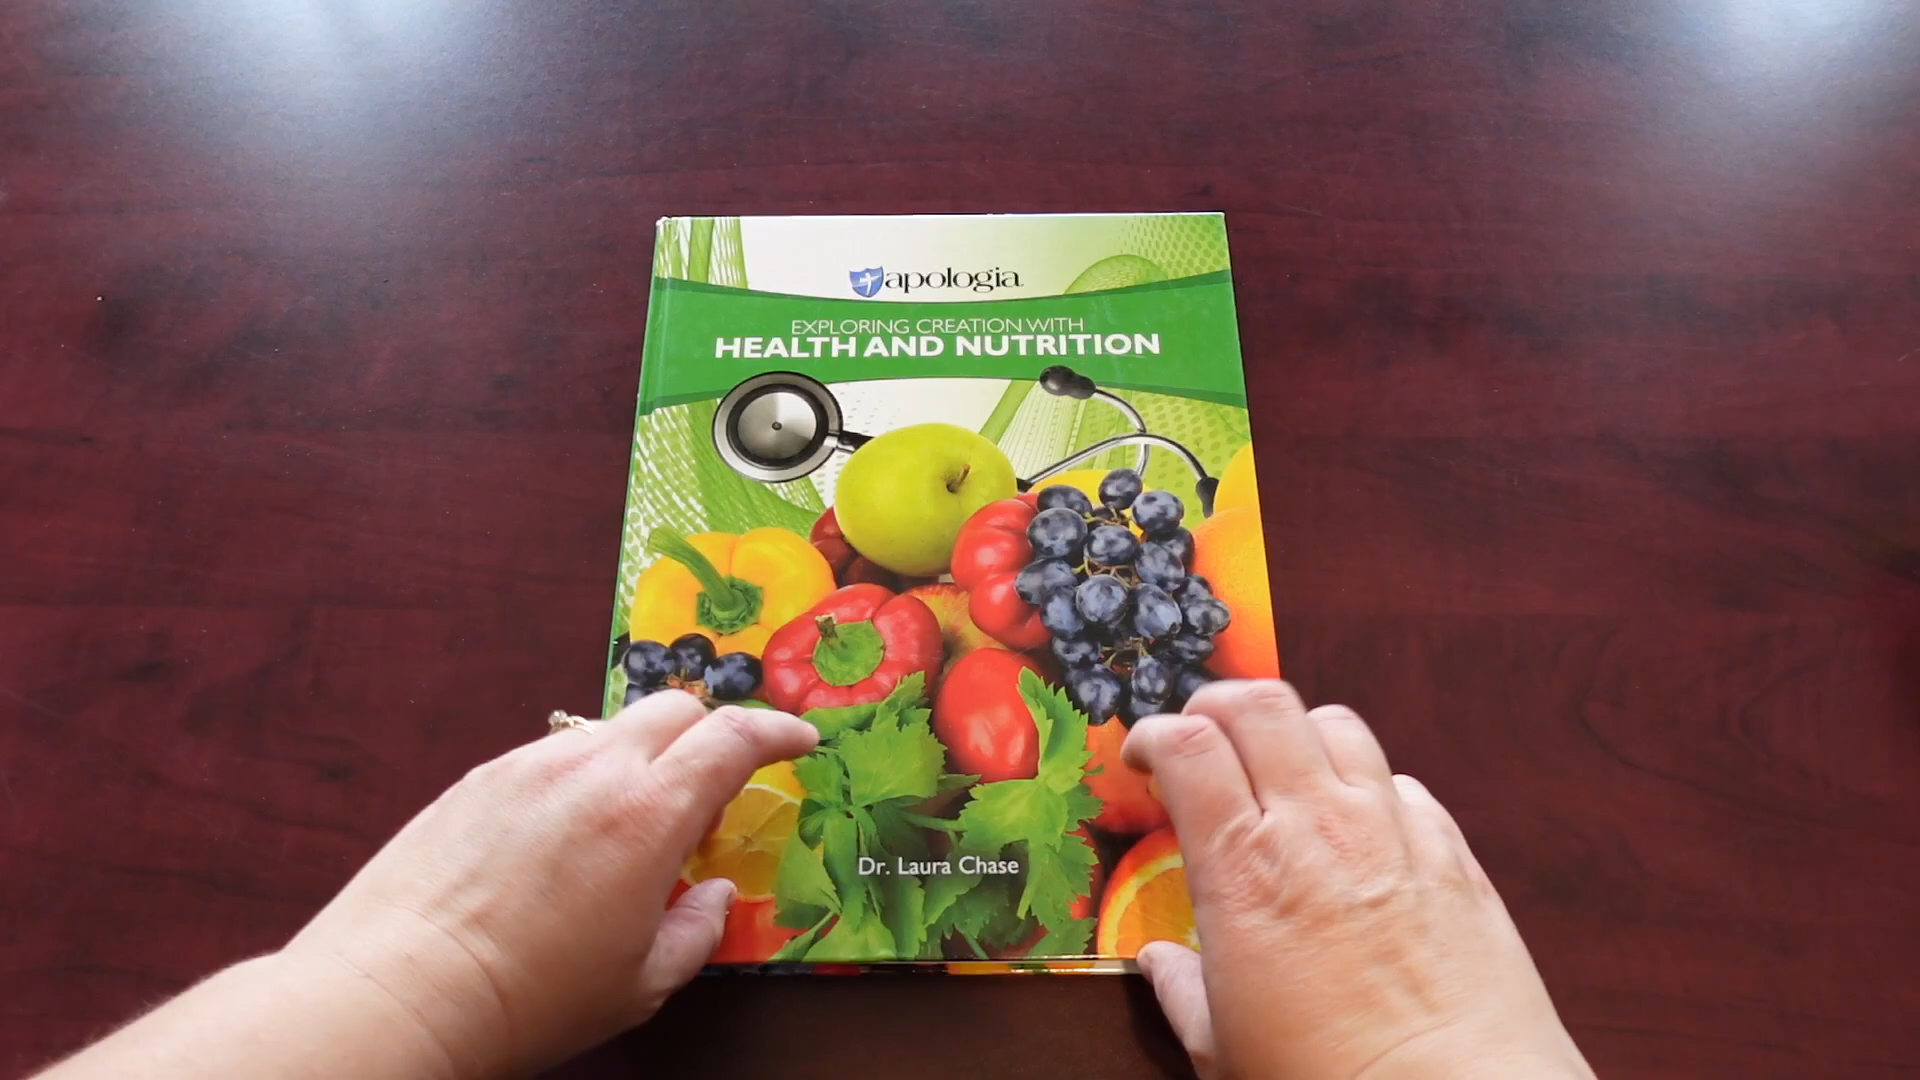 apologia
EXPLORING CREATION WITH
HEALTH AND NUTRITION
Dr. Laura Chase